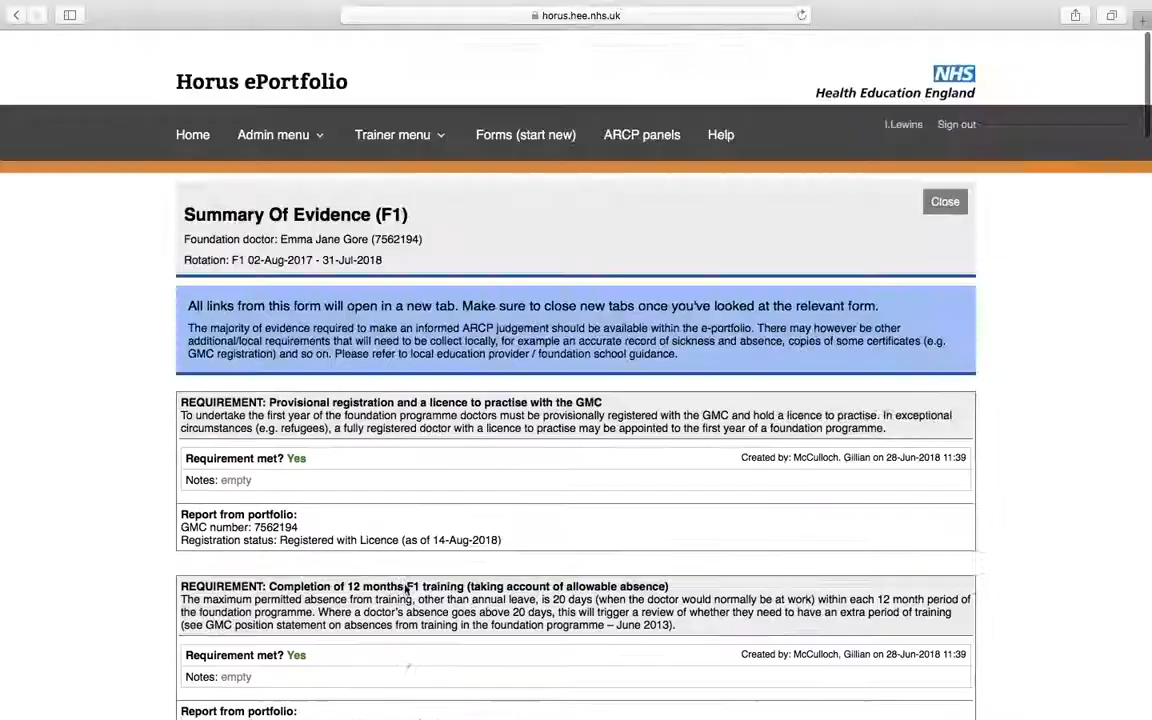 horus.hee.nhs.uk
Horus ePortfolio
NHS
Health Education England
Home
Admin menu
Trainer menu
Forms (start new)
ARCP panels
Help
I.Lewins
Sign out
Summary Of Evidence (F1)
Close
Foundation doctor: Emma Jane Gore (7562194)
Rotation: F1 02-Aug-2017 - 31-Jul-2018
All links from this form will open in a new tab. Make sure to close new tabs once you've looked at the relevant form.
The majority of evidence required to make an informed ARCP judgement should be available within the e-portfolio. There may however be other
additional/local requirements that will need to be collect locally, for example an accurate record of sickness and absence, copies of some certificates (e.g.
GMC registration) and so on. Please refer to local education provider / foundation school guidance.
REQUIREMENT: Provisional registration and a licence to practise with the GMC
To undertake the first year of the foundation programme doctors must be provisionally registered with the GMC and hold a licence to practise. In exceptional
circumstances (e.g. refugees), a fully registered doctor with a licence to practise may be appointed to the first year of a foundation programme.
Requirement met? Yes
Created by: McCulloch, Gillian on 28-Jun-2018 11:39
Notes: empty
Report from portfolio:
GMC number: 7562194
Registration status: Registered with Licence (as of 14-Aug-2018)
REQUIREMENT: Completion of 12 months F1 training (taking account of allowable absence)
The maximum permitted absence from training, other than annual leave, is 20 days (when the doctor would normally be at work) within each 12 month period of
the foundation programme. Where a doctor's absence goes above 20 days, this will trigger a review of whether they need to have an extra period of training
(see GMC position statement on absences from training in the foundation programme – June 2013).
Requirement met? Yes
Created by: McCulloch, Gillian on 28-Jun-2018 11:39
Notes: empty
Report from portfolio: